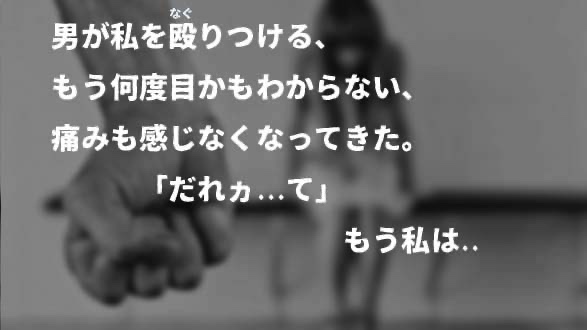 男が私を殴りつける、
もう何度目かもわからない、
痛みも感じなくなってきた。
「だれヵ…て」
もう私は..